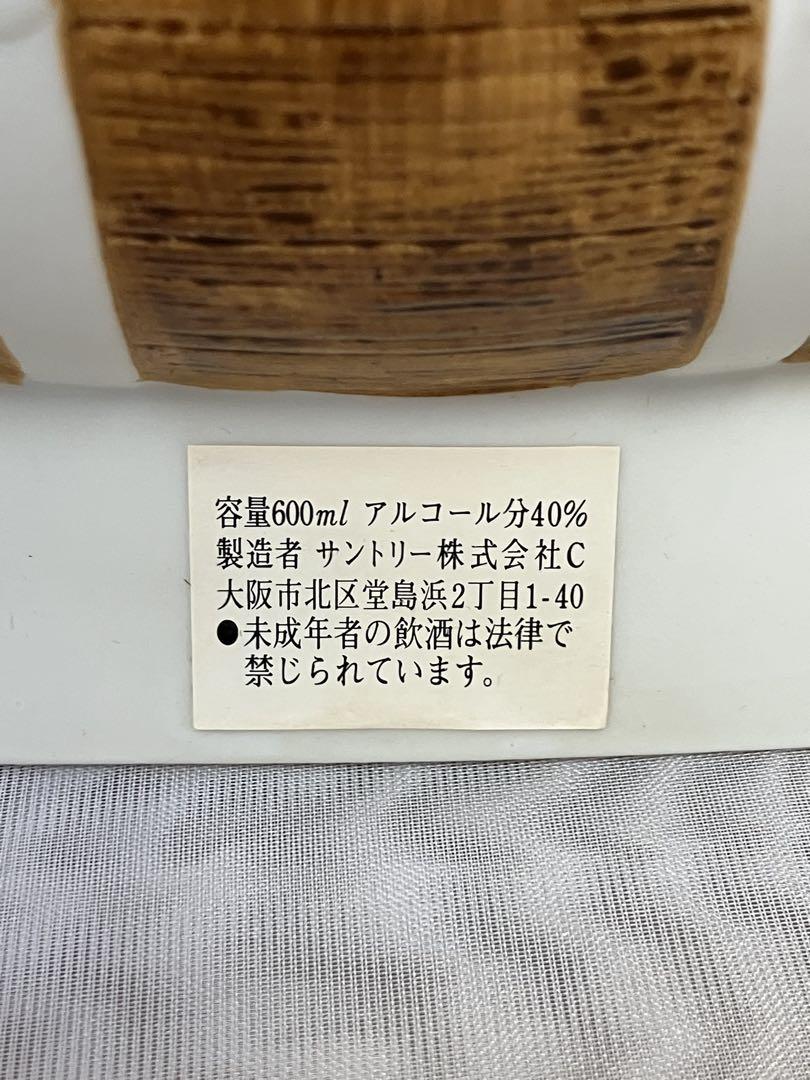 容量600ml アルコール分40%
製造者 サントリー株式会社C
大阪市北区堂島浜2丁目1-40
●未成年者の飲酒は法律で
禁じられています。